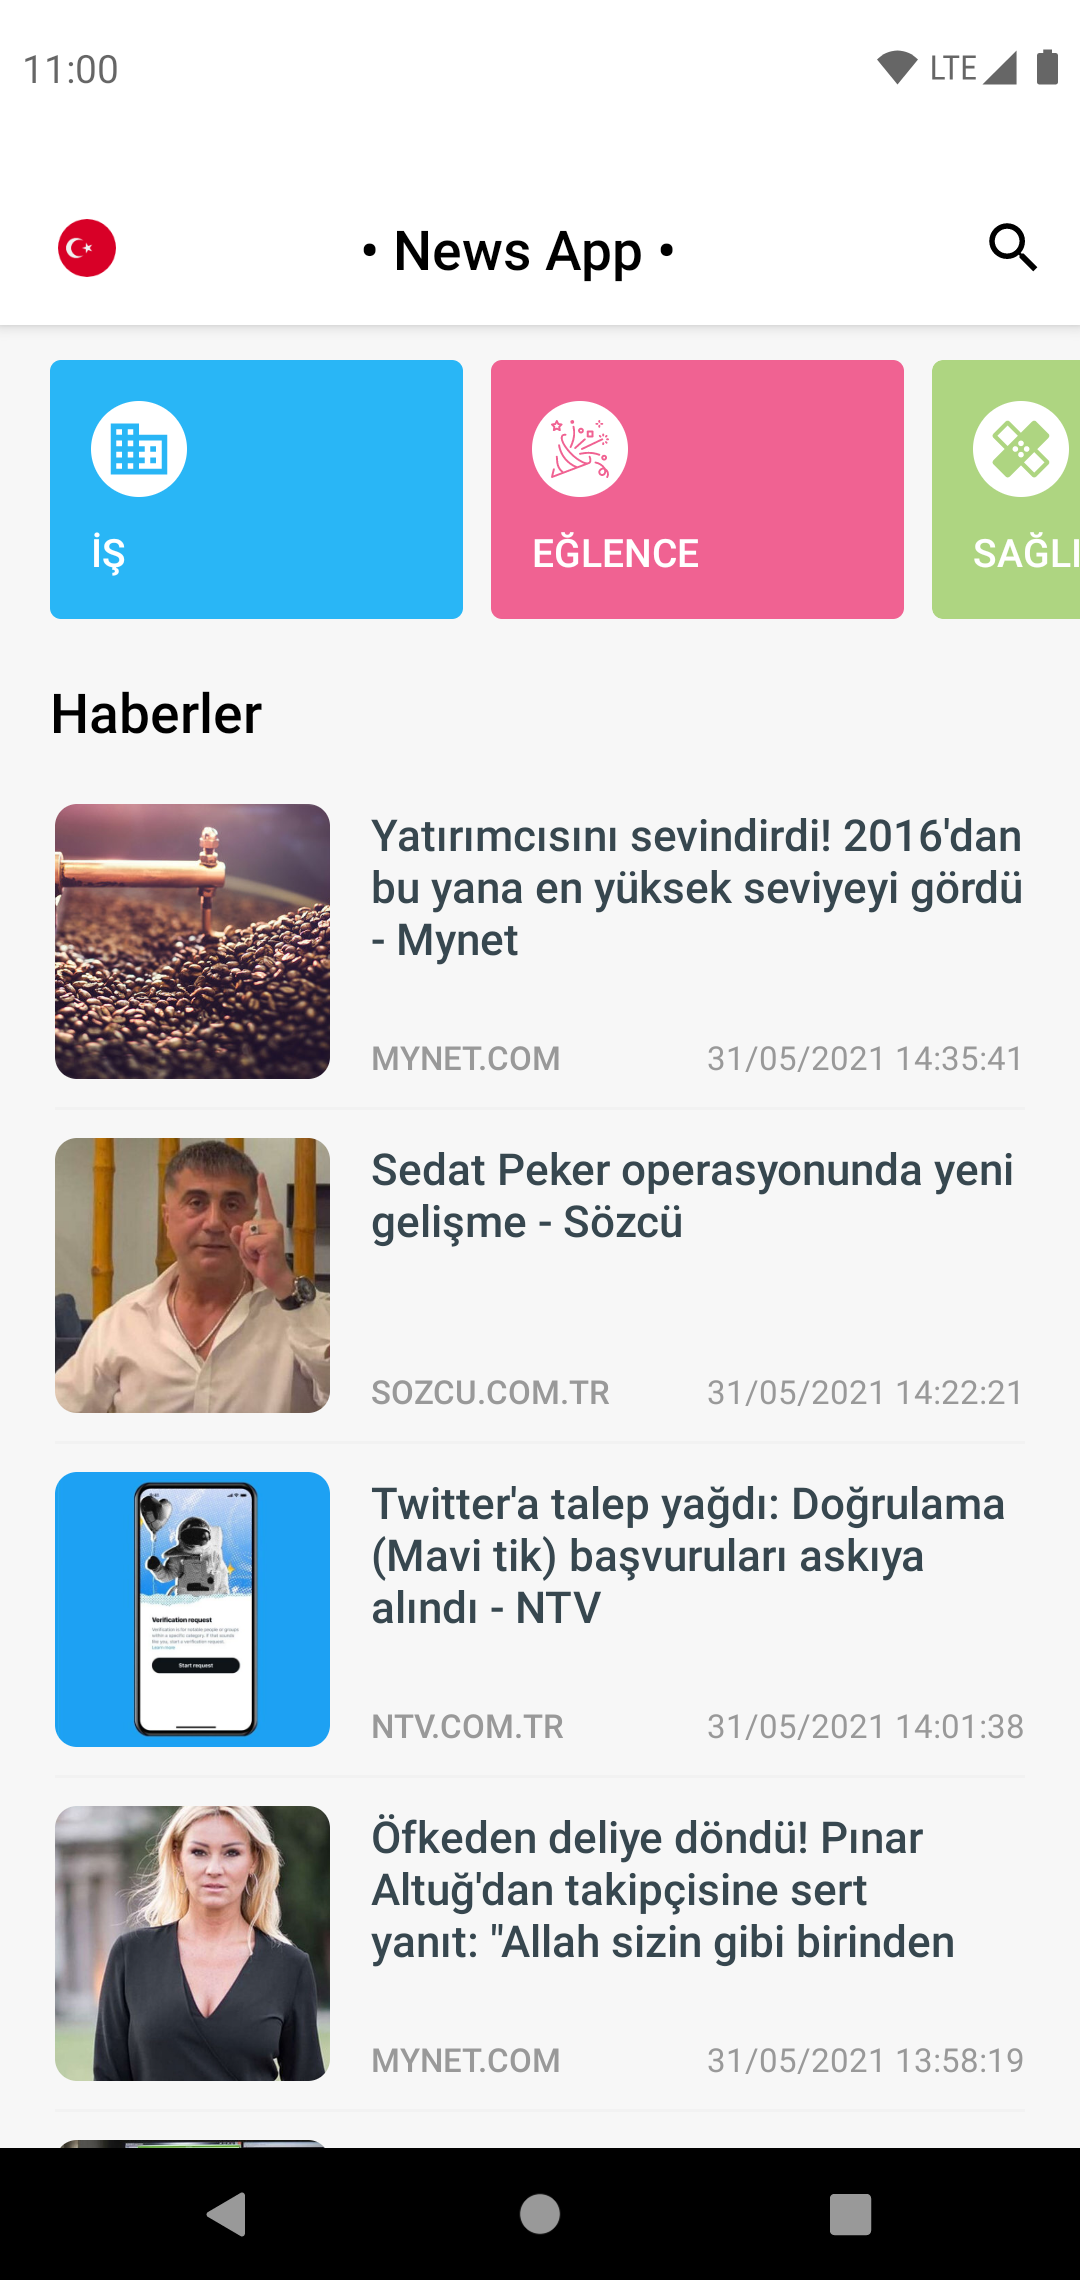 11:00
LTE
• News App •
İŞ
EĞLENCE
SAĞLI
Haberler
Yatırımcısını sevindirdi! 2016'dan
bu yana en yüksek seviyeyi gördü
- Mynet
MYNET.COM
31/05/2021 14:35:41
Sedat Peker operasyonunda yeni
gelişme - Sözcü
SOZCU.COM.TR
31/05/2021 14:22:21
Verification request
Start request
Twitter'a talep yağdı: Doğrulama
(Mavi tik) başvuruları askıya
alındı - NTV
NTV.COM.TR
31/05/2021 14:01:38
Öfkeden deliye döndü! Pınar
Altuğ'dan takipçisine sert
yanıt: "Allah sizin gibi birinden
MYNET.COM
31/05/2021 13:58:19